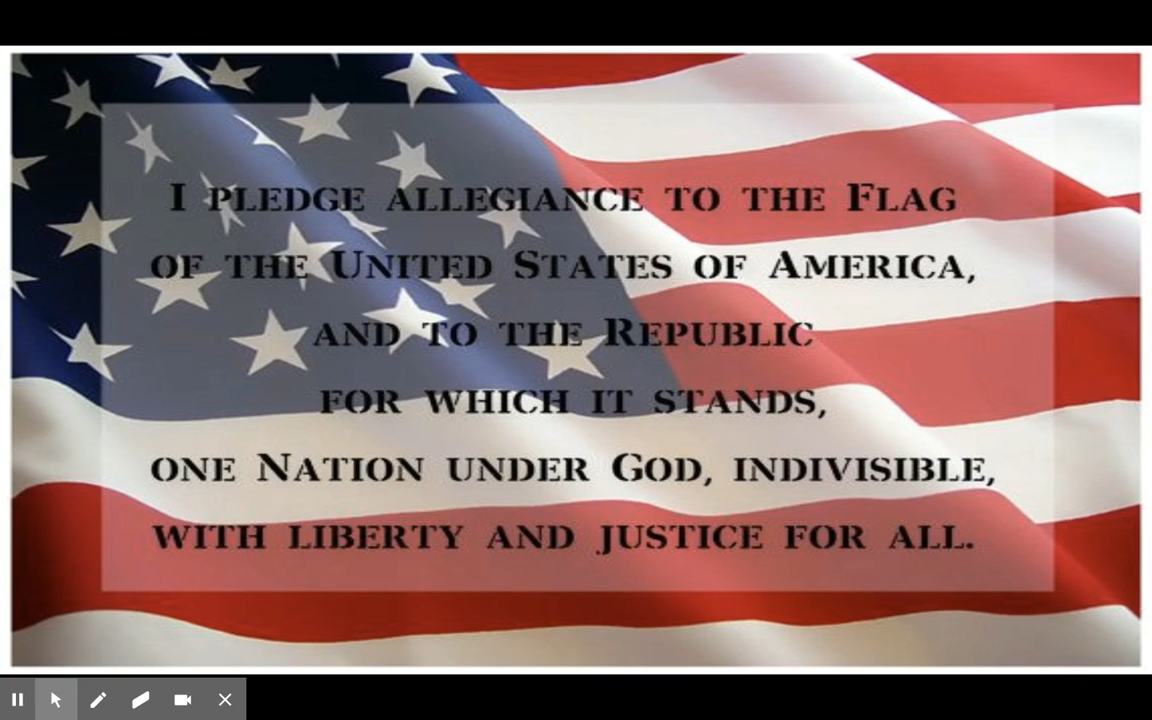 I pledge allegiance to the Flag
of the United States of America,
and to the Republic
for which it stands,
one Nation under God, indivisible,
with liberty and justice for all.